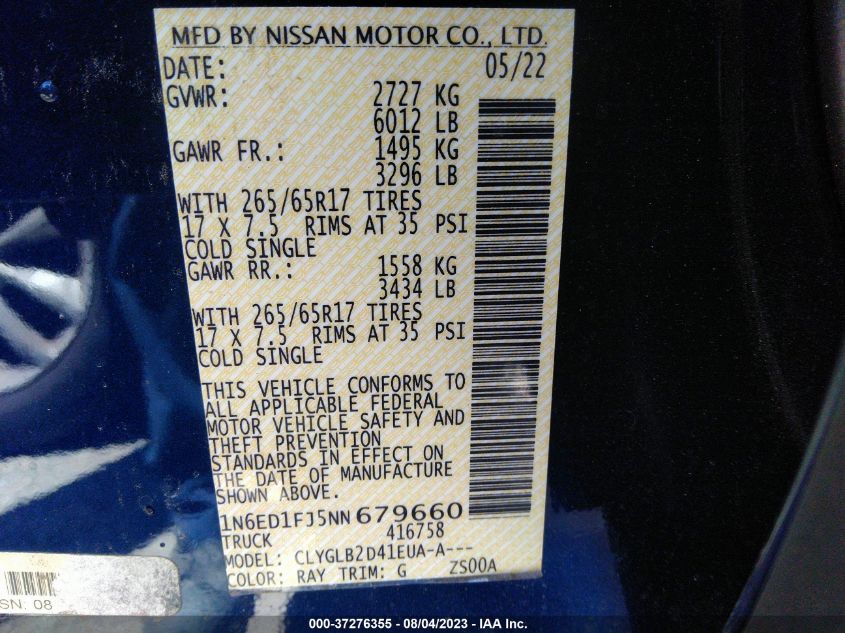 MFD BY NISSAN MOTOR CO., LTD.
DATE: 05/22
GVWR: 2727 KG
6012 LB
GAWR FR.: 1495 KG
3296 LB
WITH 265/65R17 TIRES
17 X 7.5 RIMS AT 35 PSI
COLD SINGLE
GAWR RR.: 1558 KG
3434 LB
WITH 265/65R17 TIRES
17 X 7.5 RIMS AT 35 PSI
COLD SINGLE
THIS VEHICLE CONFORMS TO
ALL APPLICABLE FEDERAL
MOTOR VEHICLE SAFETY AND
THEFT PREVENTION
STANDARDS IN EFFECT ON
THE DATE OF MANUFACTURE
SHOWN ABOVE.
1N6ED1FJ5NN679660
TRUCK 416758
MODEL: CLYGLB2D41EUA-A---
COLOR: RAY TRIM: G ZS00A
SN: 08
000-37276355 - 08/04/2023 - IAA Inc.